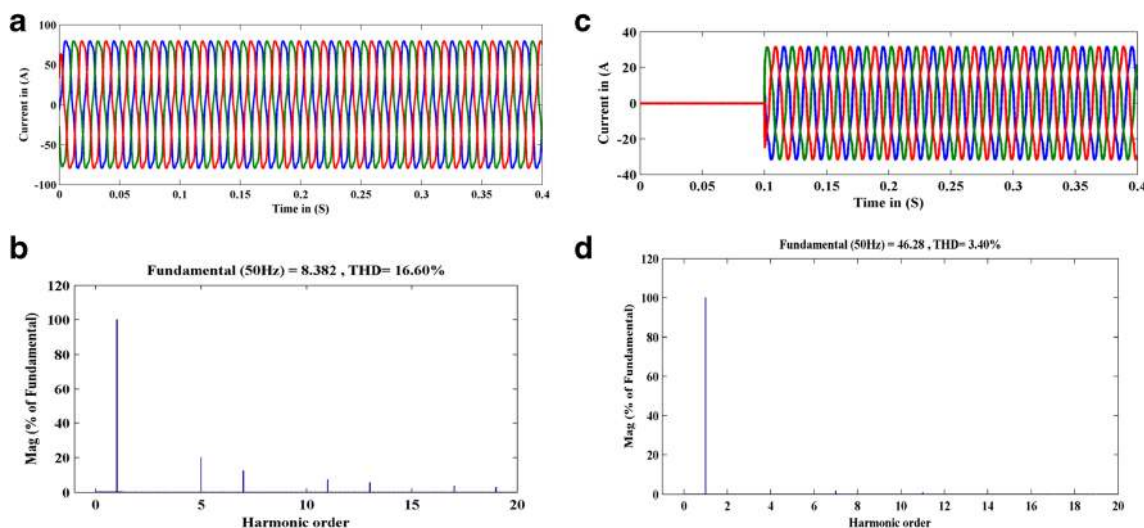 a
100
50
0
-50
-100
Current in (A)
0 0.05 0.1 0.15 0.2 0.25 0.3 0.35 0.4
Time in (S)
c
40
20
0
-20
-40
Current in (A
0 0.05 0.1 0.15 0.2 0.25 0.3 0.35 0.4
Time in (S)
b
Fundamental (50Hz) = 8.382 , THD= 16.60%
120
100
80
60
40
20
0
Mag (% of Fundamental)
0 5 10 15 20
Harmonic order
d
Fundamental (50Hz) = 46.28 , THD= 3.40%
120
100
80
60
40
20
0
Mag (% of Fundamental)
0 2 4 6 8 10 12 14 16 18 20
Harmonic order